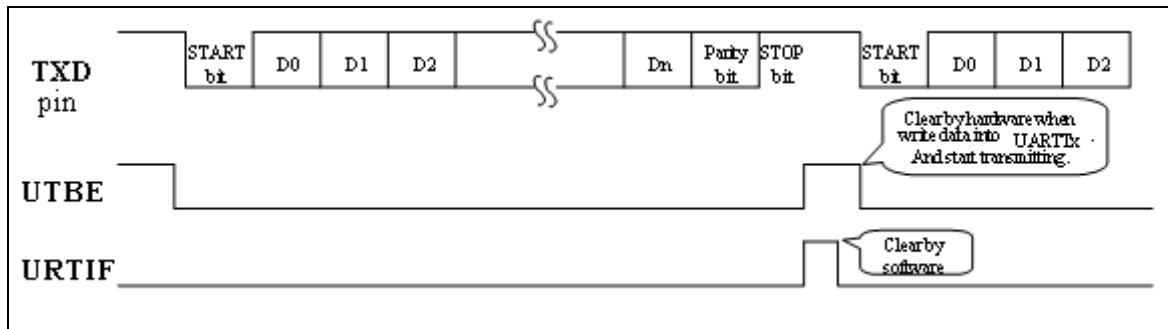 TXD
pin
START
bit
D0
D1
D2
Dn
Parity
bit
STOP
bit
START
bit
D0
D1
D2
Clear by hardware when
write data into UARTTx .
And start transmitting.
UTBE
Clear by
software
URTIF